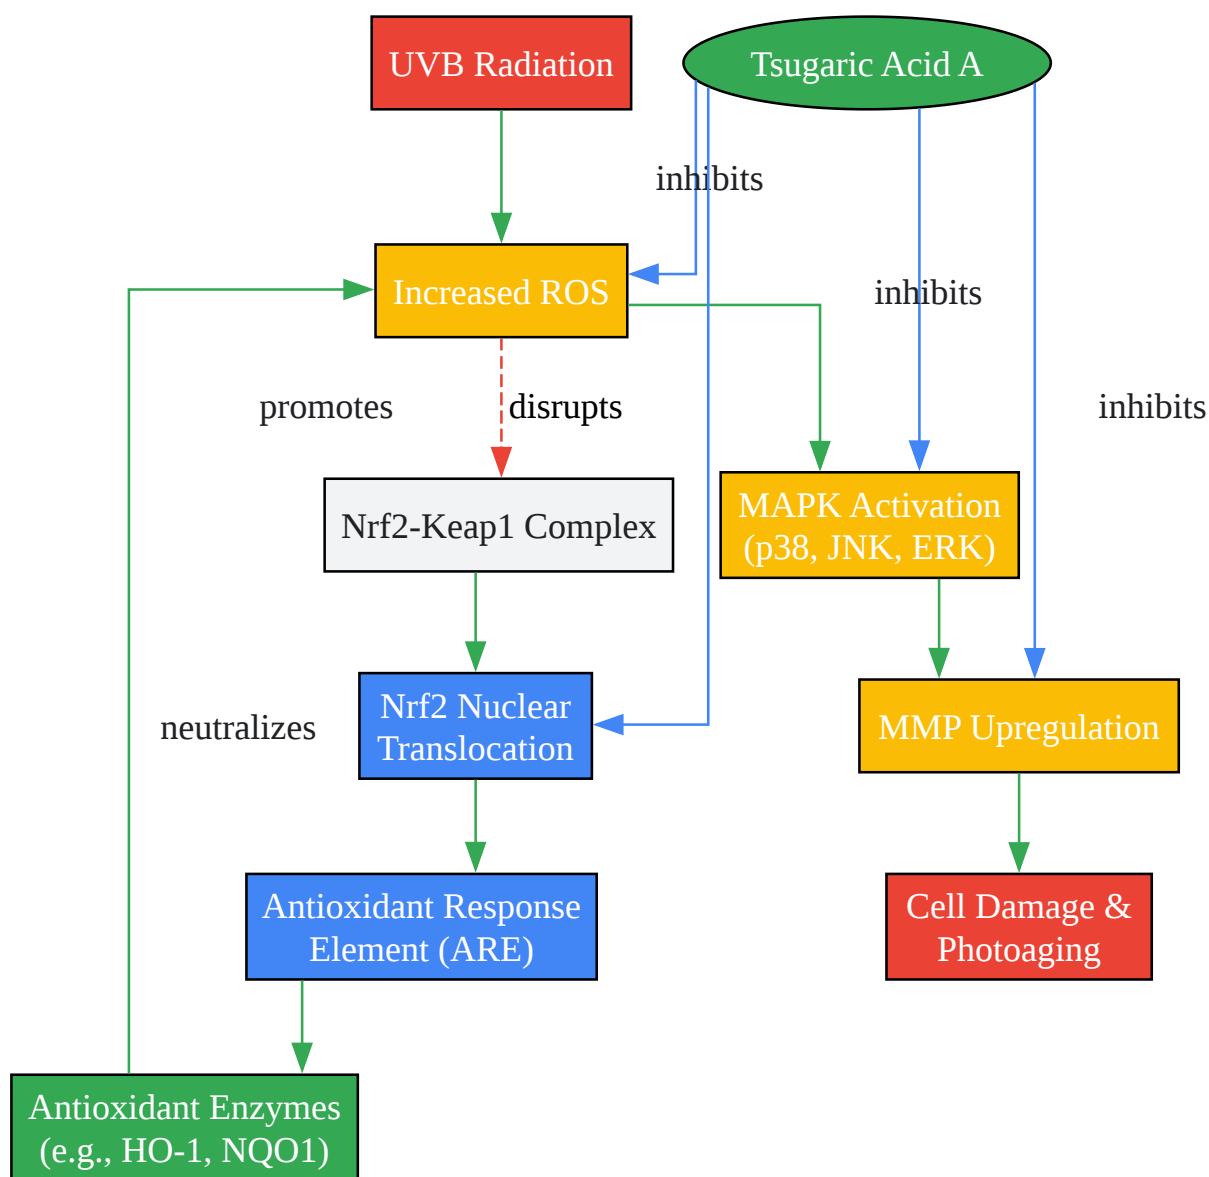 UVB Radiation
Tsugaric Acid A
inhibits
Increased ROS
inhibits
promotes
disrupts
inhibits
Nrf2-Keap1 Complex
MAPK Activation
(p38, JNK, ERK)
Nrf2 Nuclear
Translocation
neutralizes
MMP Upregulation
Antioxidant Response
Element (ARE)
Cell Damage &
Photoaging
Antioxidant Enzymes
(e.g., HO-1, NQO1)